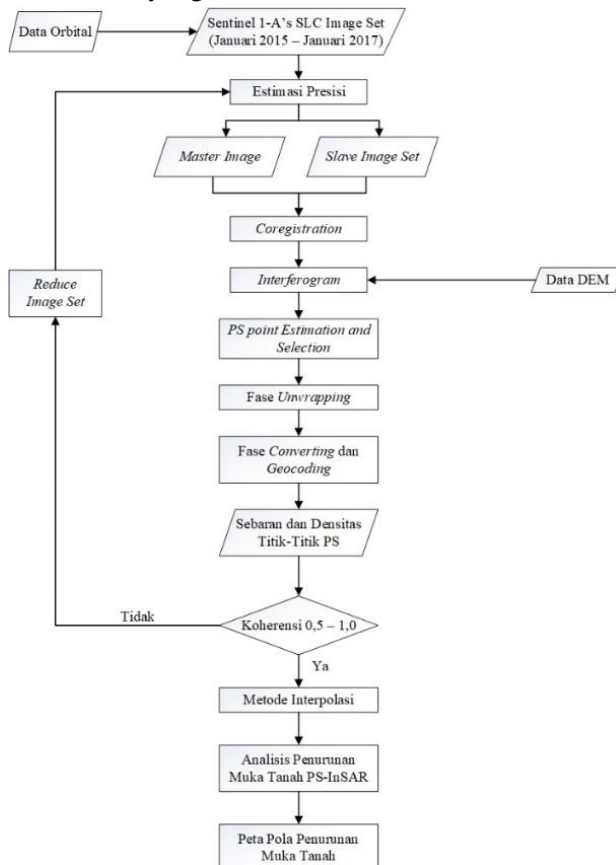 Data Orbital
Sentinel 1-A's SLC Image Set
(Januari 2015 – Januari 2017)
Estimasi Presisi
Master Image
Slave Image Set
Coregistration
Reduce
Image Set
Interferogram
Data DEM
PS point Estimation and
Selection
Fase Unwrapping
Fase Converting dan
Geocoding
Sebaran dan Densitas
Titik-Titik PS
Tidak
Koherensi 0,5 – 1,0
Ya
Metode Interpolasi
Analisis Penurunan
Muka Tanah PS-InSAR
Peta Pola Penurunan
Muka Tanah